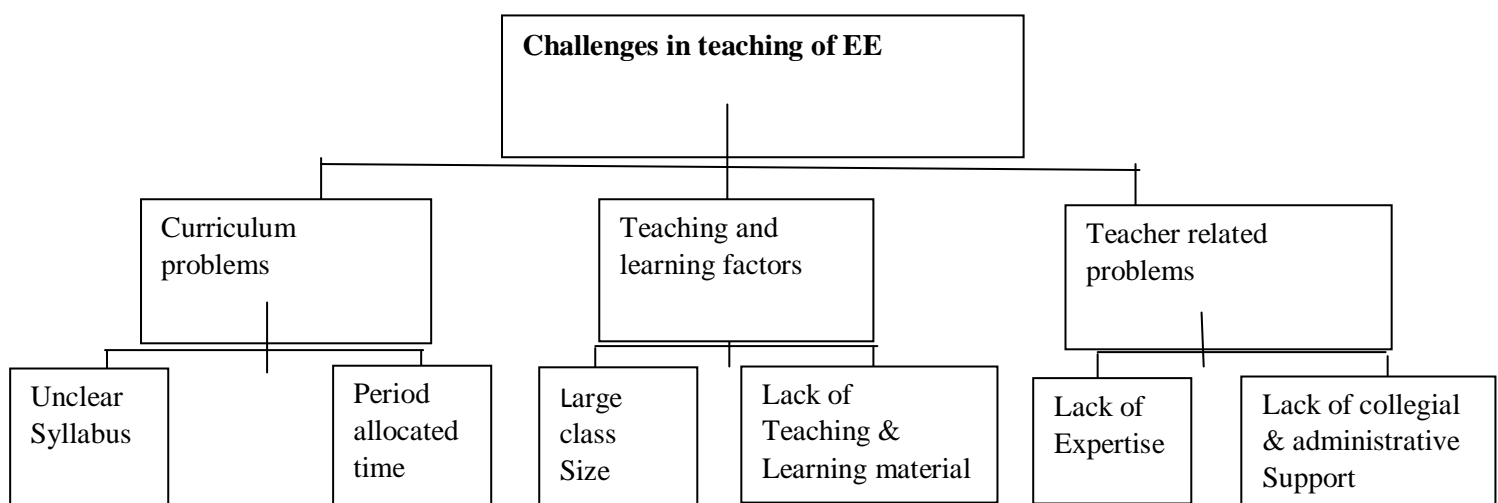 Challenges in teaching of EE
Curriculum
problems
Teaching and
learning factors
Teacher related
problems
Unclear
Syllabus
Period
allocated
time
Large
class
Size
Lack of
Teaching &
Learning material
Lack of
Expertise
Lack of collegial
& administrative
Support